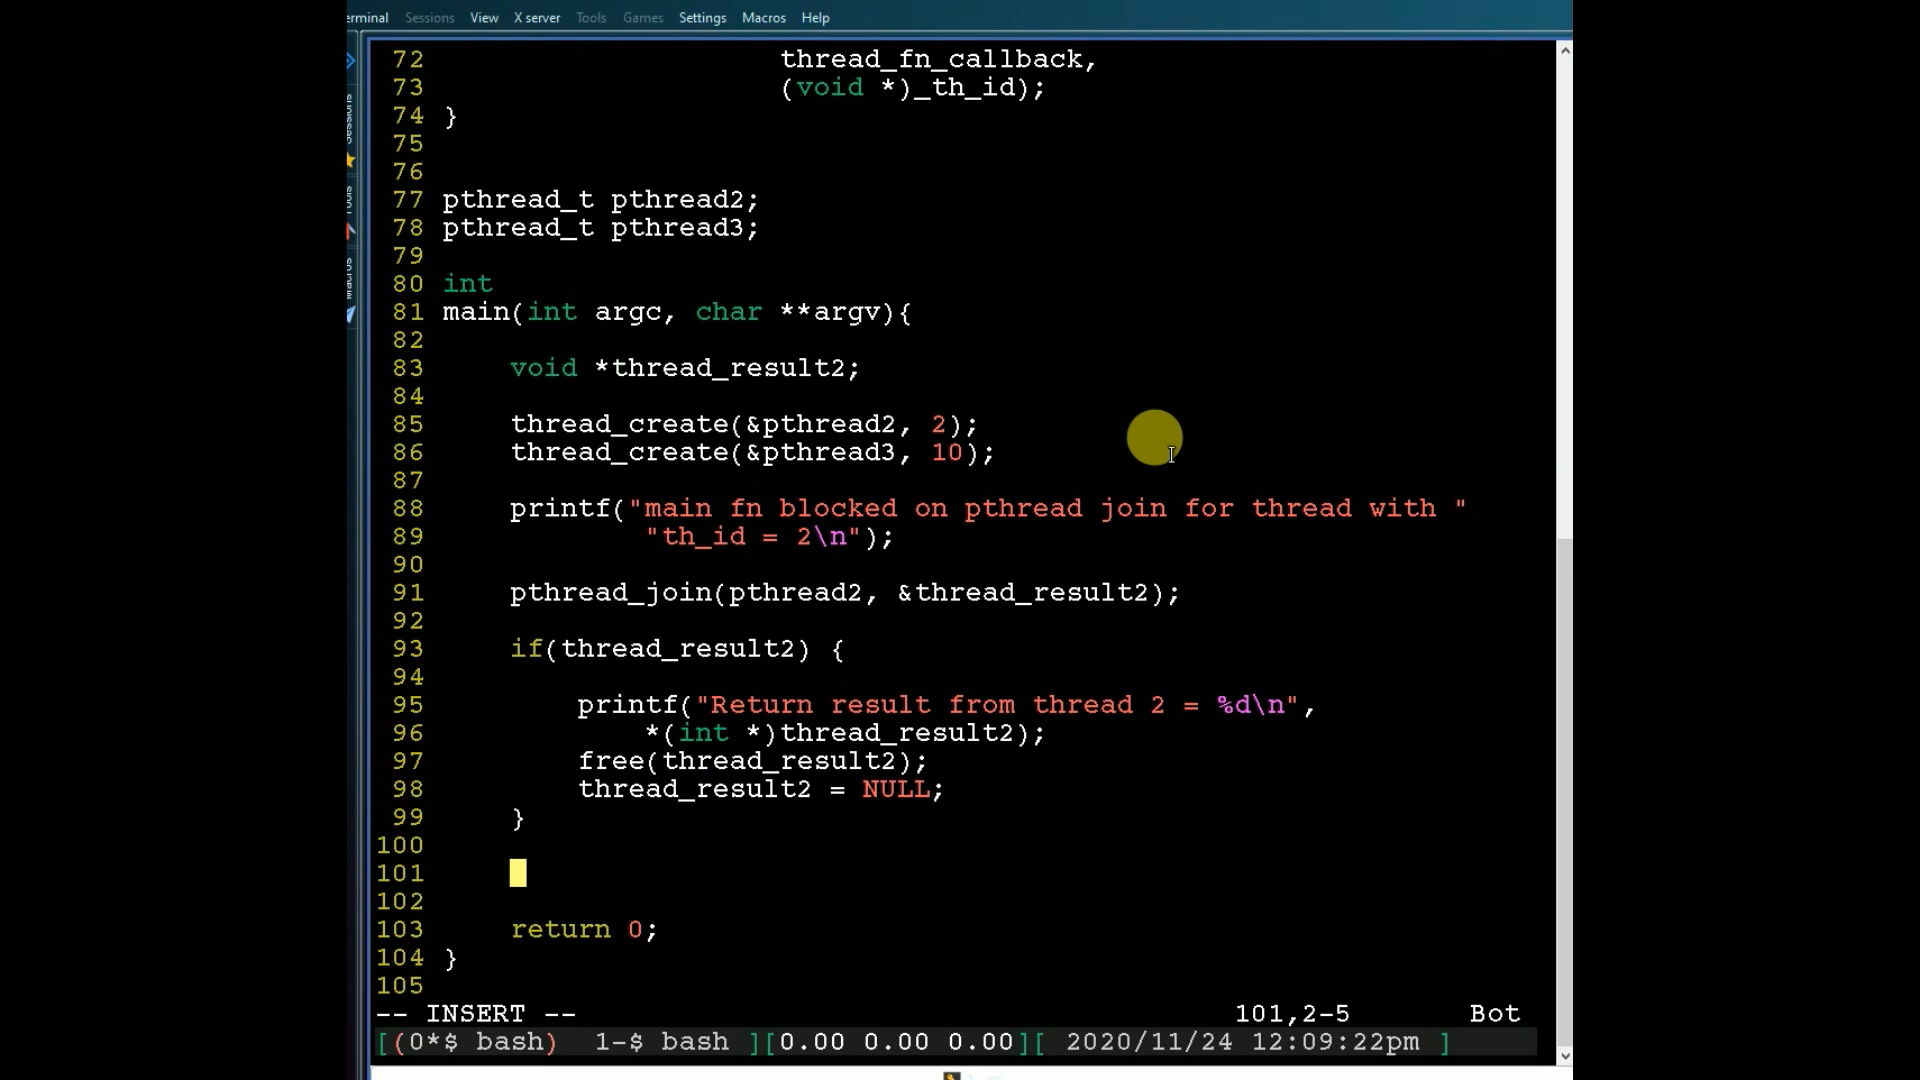 erminal Sessions View X server Tools Games Settings Macros Help
72 thread_fn_callback,
73 (void *)_th_id);
74 }
75
76
77 pthread_t pthread2;
78 pthread_t pthread3;
79
80 int
81 main(int argc, char **argv){
82
83 void *thread_result2;
84
85 thread_create(&pthread2, 2);
86 thread_create(&pthread3, 10);
87
88 printf("main fn blocked on pthread join for thread with "
89 "th_id = 2\n");
90
91 pthread_join(pthread2, &thread_result2);
92
93 if(thread_result2) {
94
95 printf("Return result from thread 2 = %d\n",
96 *(int *)thread_result2);
97 free(thread_result2);
98 thread_result2 = NULL;
99 }
100
101
102
103 return 0;
104 }
105
-- INSERT -- 101,2-5 Bot
[(0*$ bash) 1-$ bash ][0.00 0.00 0.00][ 2020/11/24 12:09:22pm ]